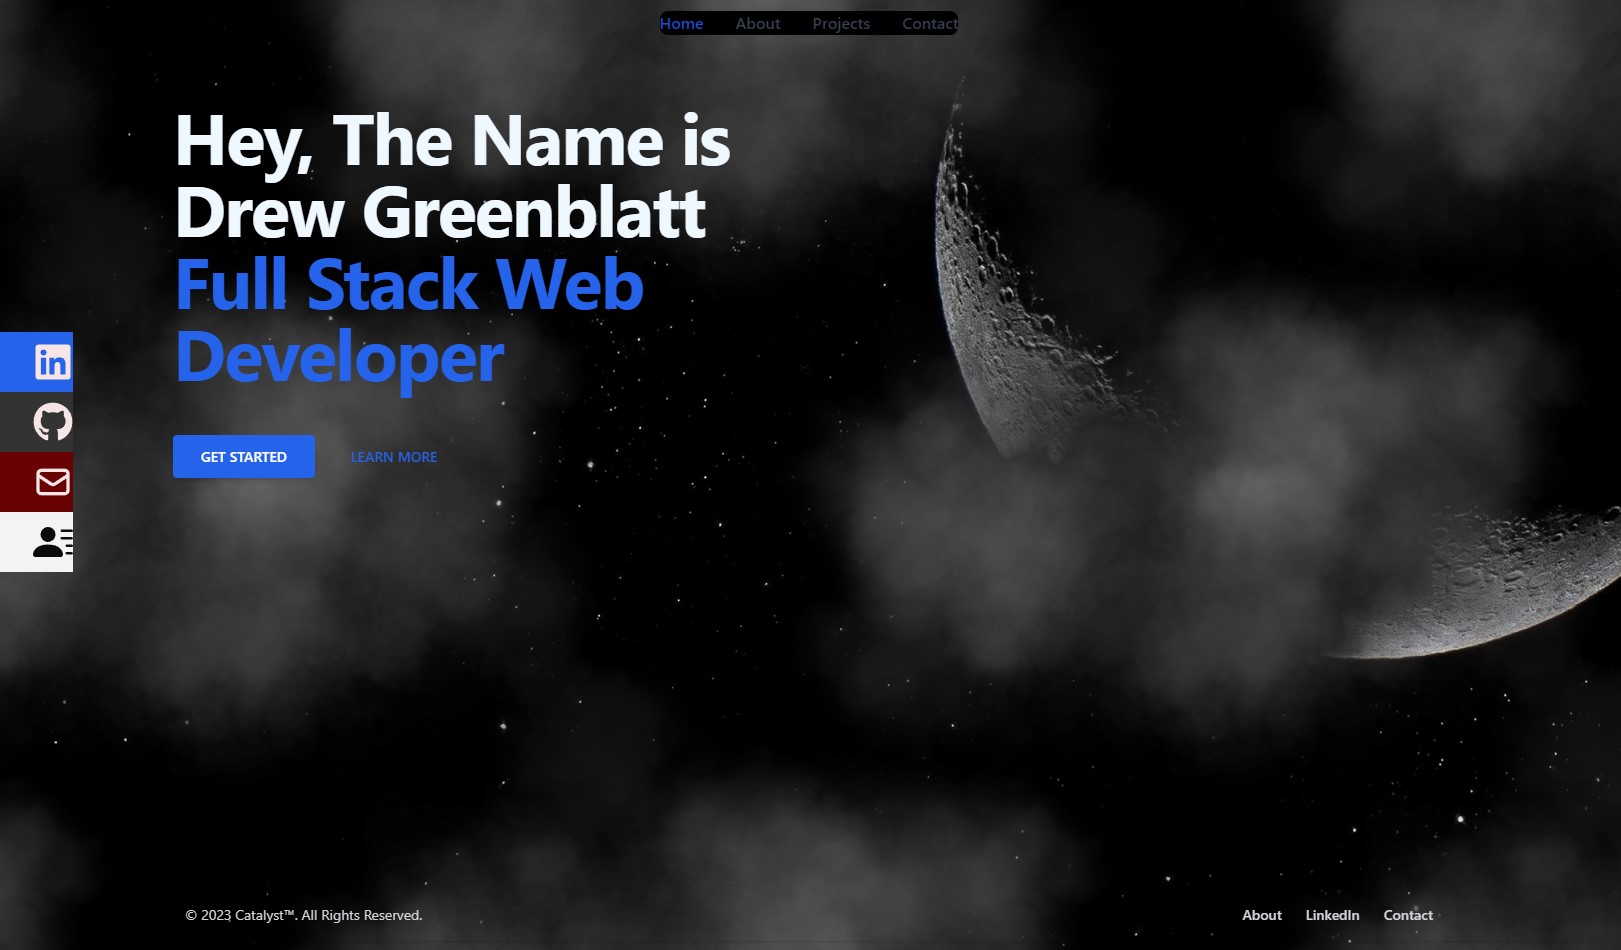 Home About Projects Contact
Hey, The Name is
Drew Greenblatt
Full Stack Web
Developer
in
GET STARTED LEARN MORE
© 2023 Catalyst™. All Rights Reserved.
About LinkedIn Contact